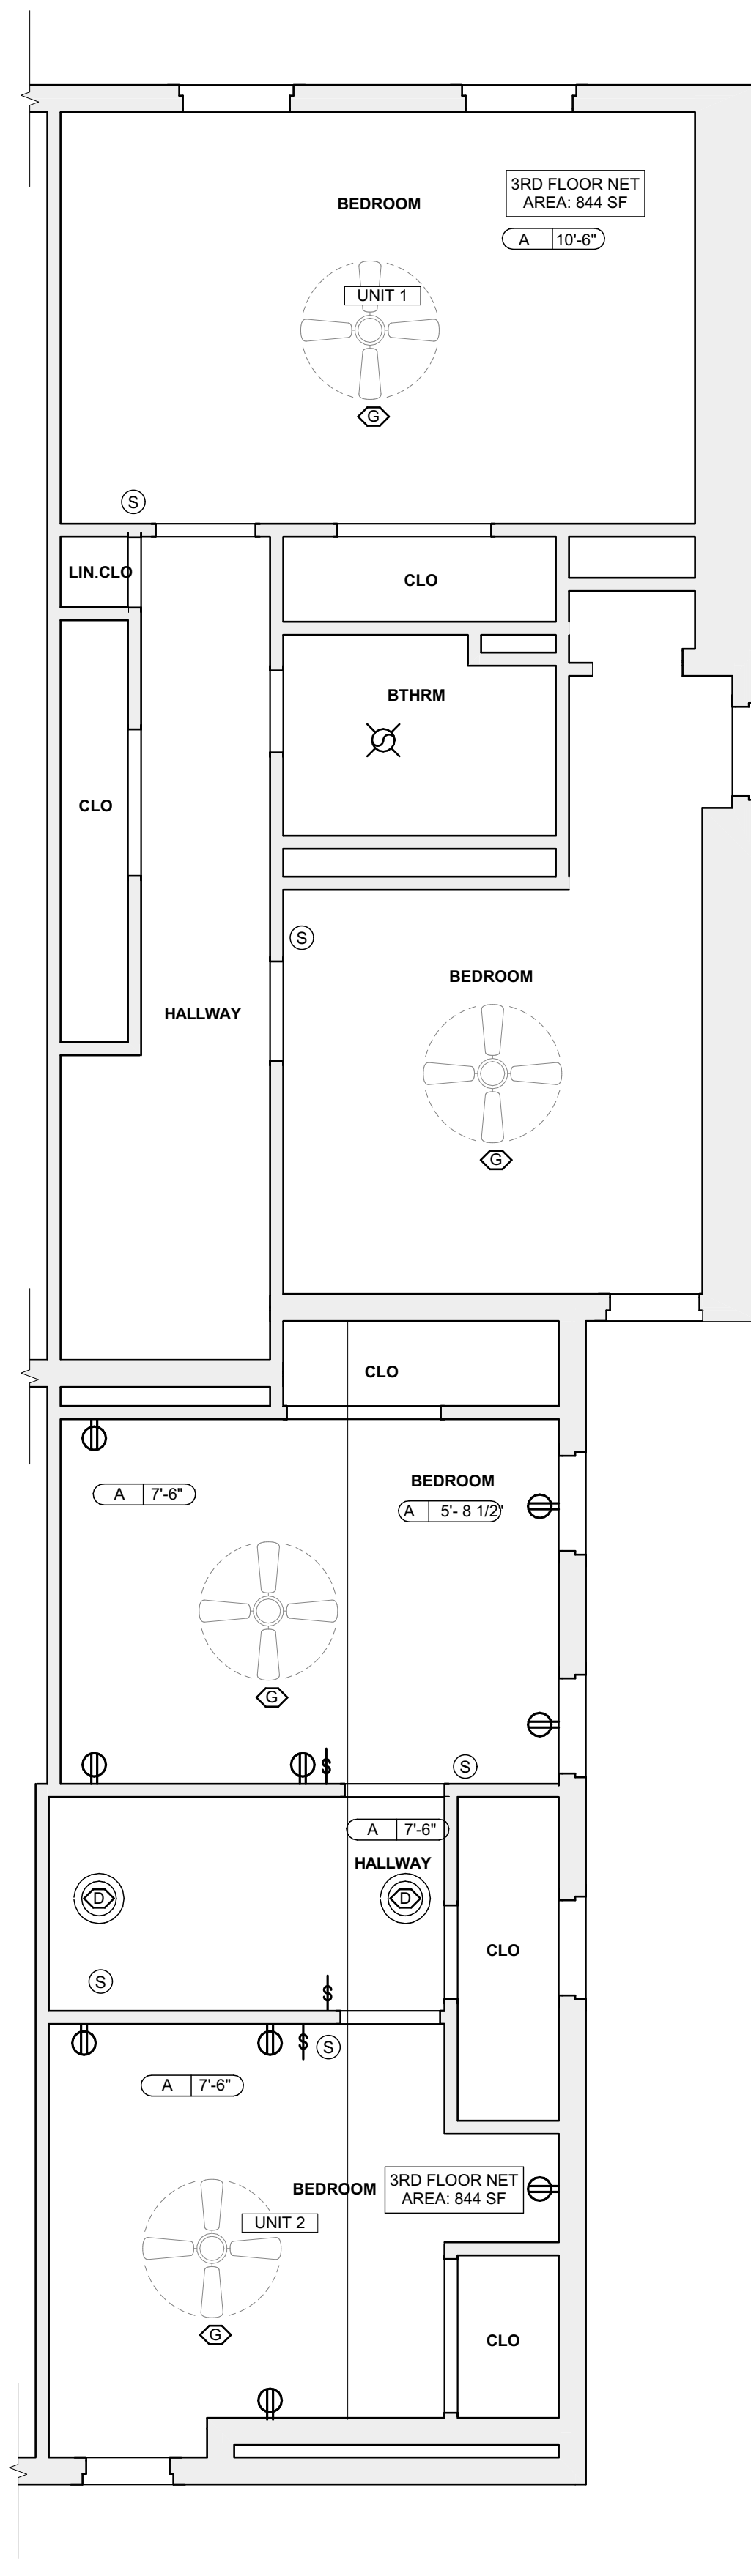 BEDROOM
3RD FLOOR NET
AREA: 844 SF
A 10'-6"
UNIT 1
G
S
LIN.CLO
CLO
BTHRM
CLO
S
BEDROOM
HALLWAY
G
CLO
BEDROOM
A 7'-6"
A 5'- 8 1/2"
G
$
S
A 7'-6"
HALLWAY
D
D
CLO
S
$
$
S
A 7'-6"
BEDROOM
3RD FLOOR NET
AREA: 844 SF
UNIT 2
G
CLO